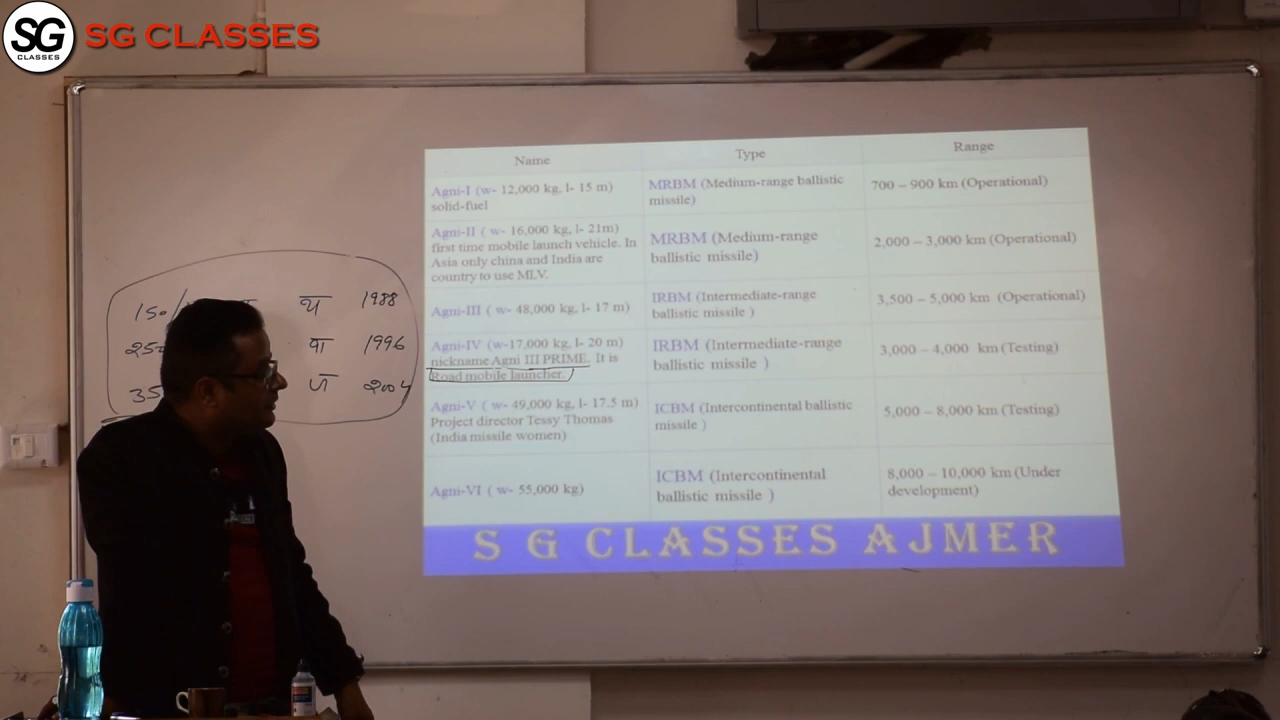 SG
CLASSES
SG CLASSES
Name
Type
Range
Agni-I (w- 12,000 kg, l- 15 m)
solid-fuel
MRBM (Medium-range ballistic
missile)
700 – 900 km (Operational)
Agni-II ( w- 16,000 kg, l- 21m)
first time mobile launch vehicle. In
Asia only china and India are
country to use MLV.
MRBM (Medium-range
ballistic missile)
2,000 – 3,000 km (Operational)
Agni-III ( w- 48,000 kg, l- 17 m)
IRBM (Intermediate-range
ballistic missile )
3,500 – 5,000 km (Operational)
Agni-IV (w-17,000 kg, l- 20 m)
nickname Agni III PRIME. It is
Road mobile launcher.
IRBM (Intermediate-range
ballistic missile )
3,000 – 4,000 km (Testing)
Agni-V ( w- 49,000 kg, l- 17.5 m)
Project director Tessy Thomas
(India missile women)
ICBM (Intercontinental ballistic
missile )
5,000 – 8,000 km (Testing)
Agni-VI ( w- 55,000 kg)
ICBM (Intercontinental
ballistic missile )
8,000 – 10,000 km (Under
development)
S G CLASSES AJMER
150 थ 1988
पा 1996
35 ज 2004